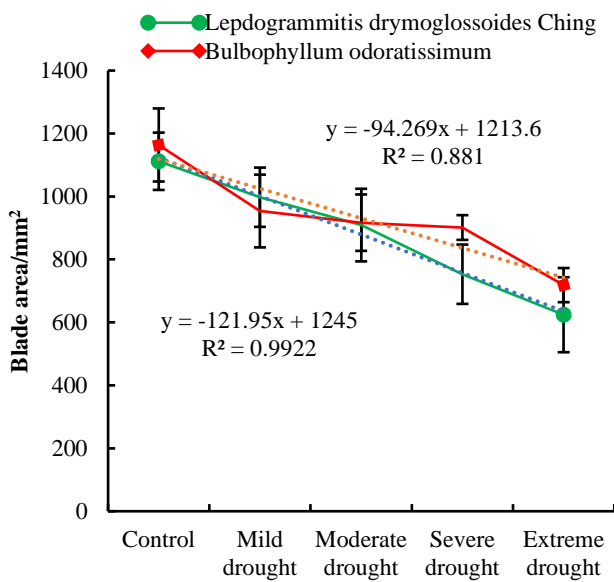 Lepdogrammitis drymoglossoides Ching
Bulbophyllum odoratissimum
1400
1200
1000
800
600
400
200
0
Blade area/mm²
y = -94.269x + 1213.6
R² = 0.881
y = -121.95x + 1245
R² = 0.9922
Control
Mild drought
Moderate drought
Severe drought
Extreme drought